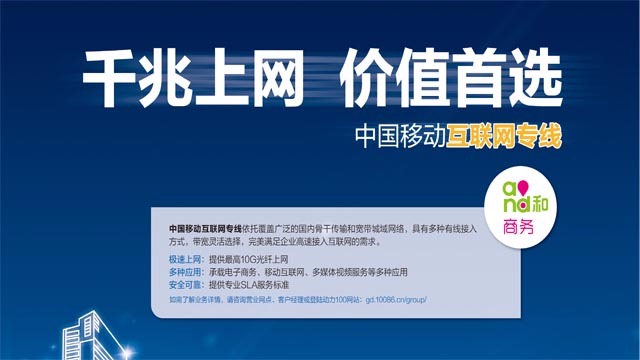 千兆上网 价值首选
中国移动互联网专线
and和
商务
中国移动互联网专线依托覆盖广泛的国内骨干传输和宽带城域网络，具有多种有线接入
方式，带宽灵活选择，完美满足企业高速接入互联网的需求。
极速上网：提供最高10G光纤上网
多种应用：承载电子商务、移动互联网、多媒体视频服务等多种应用
安全可靠：提供专业SLA服务标准
如需了解业务详情，请咨询营业网点、客户经理或登陆动力100网站：gd.10086.cn/group/